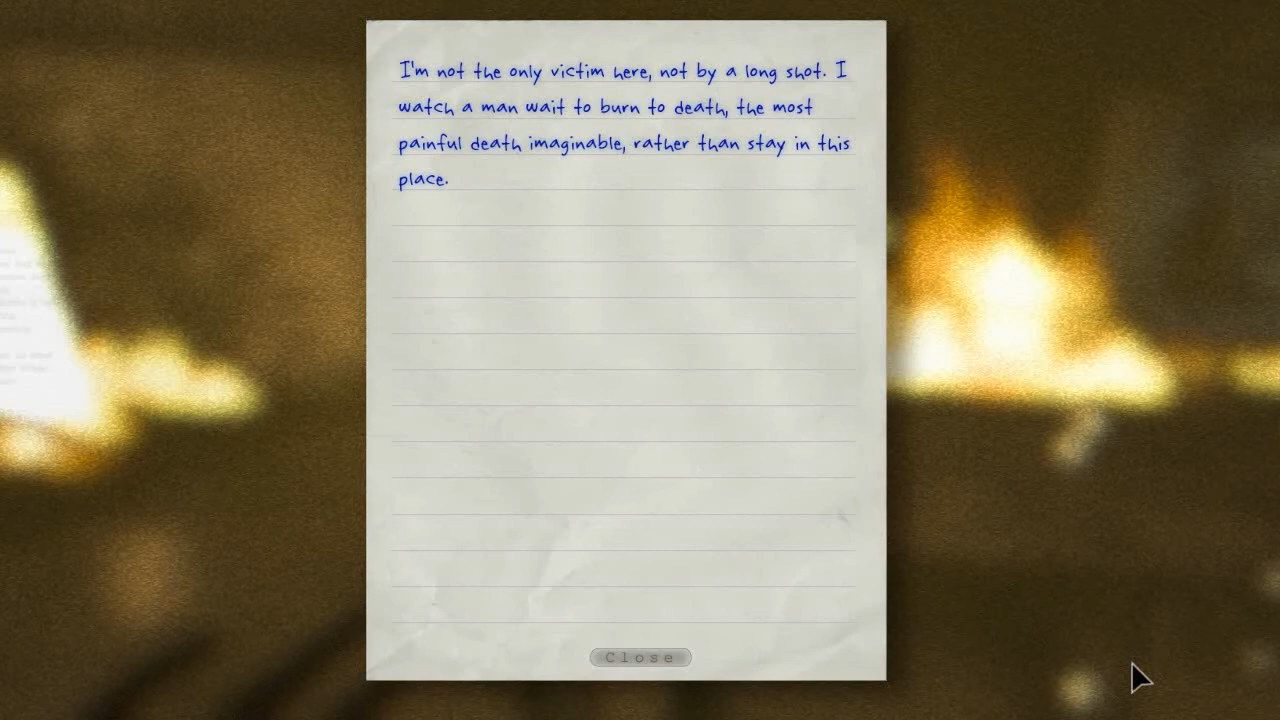 I'm not the only victim here, not by a long shot. I
watch a man wait to burn to death, the most
painful death imaginable, rather than stay in this
place.
Close